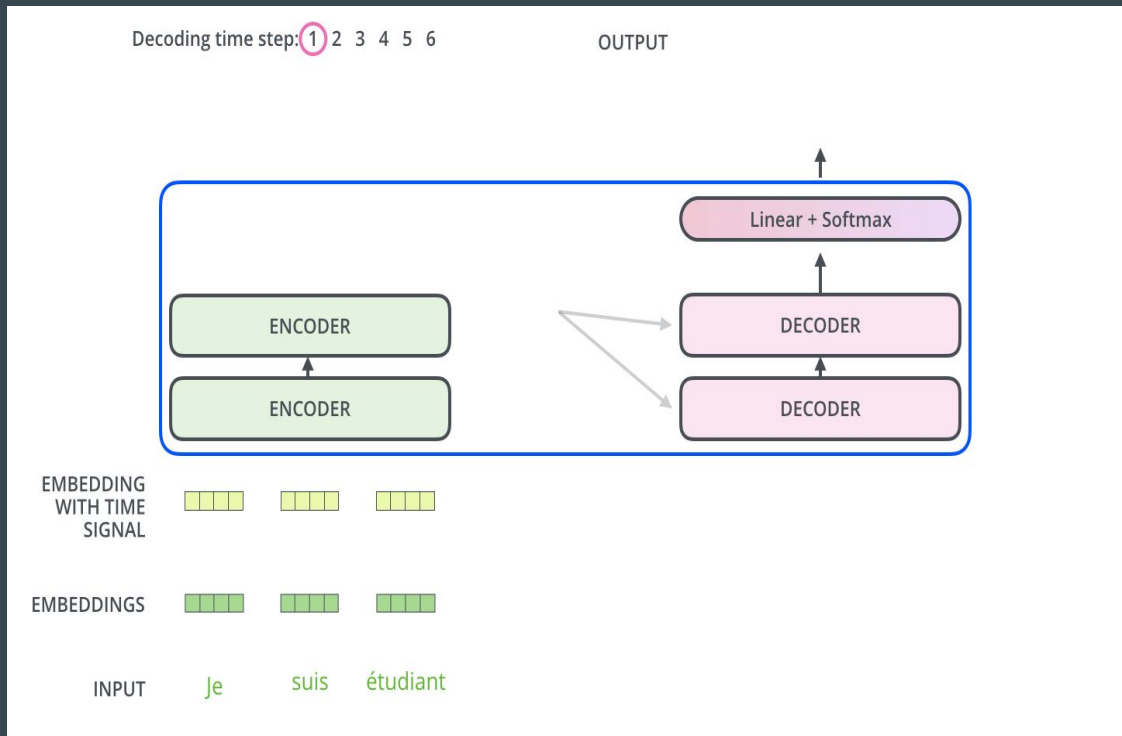 Decoding time step: 1 2 3 4 5 6
OUTPUT
Linear + Softmax
ENCODER
DECODER
ENCODER
DECODER
EMBEDDING
WITH TIME
SIGNAL
EMBEDDINGS
INPUT
Je suis étudiant